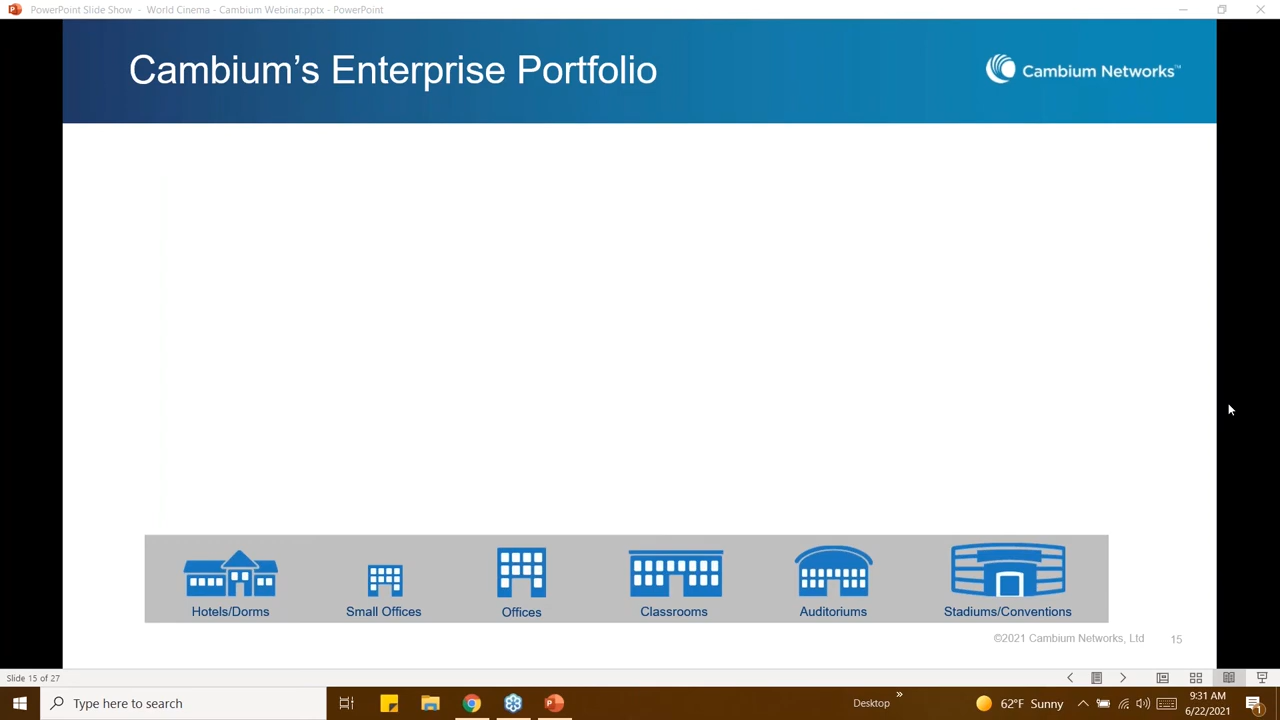 PowerPoint Slide Show - World Cinema - Cambium Webinar.pptx - PowerPoint
Cambium's Enterprise Portfolio
Cambium Networks™
Hotels/Dorms
Small Offices
Offices
Classrooms
Auditoriums
Stadiums/Conventions
©2021 Cambium Networks, Ltd
15
Slide 15 of 27
Type here to search
Desktop
»
62°F Sunny
9:31 AM
6/22/2021
1